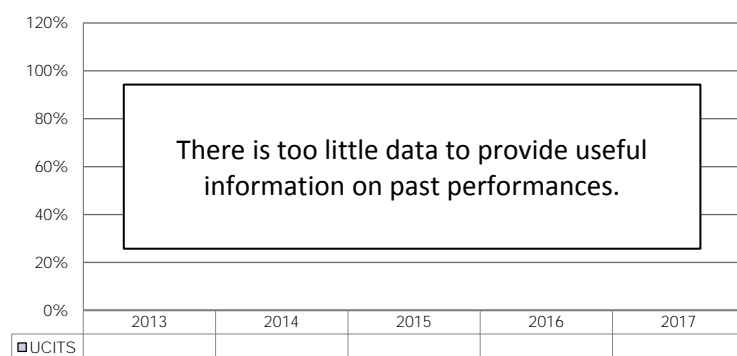 120%
100%
80%
60%
40%
20%
0%
There is too little data to provide useful
information on past performances.
2013 2014 2015 2016 2017
UCITS